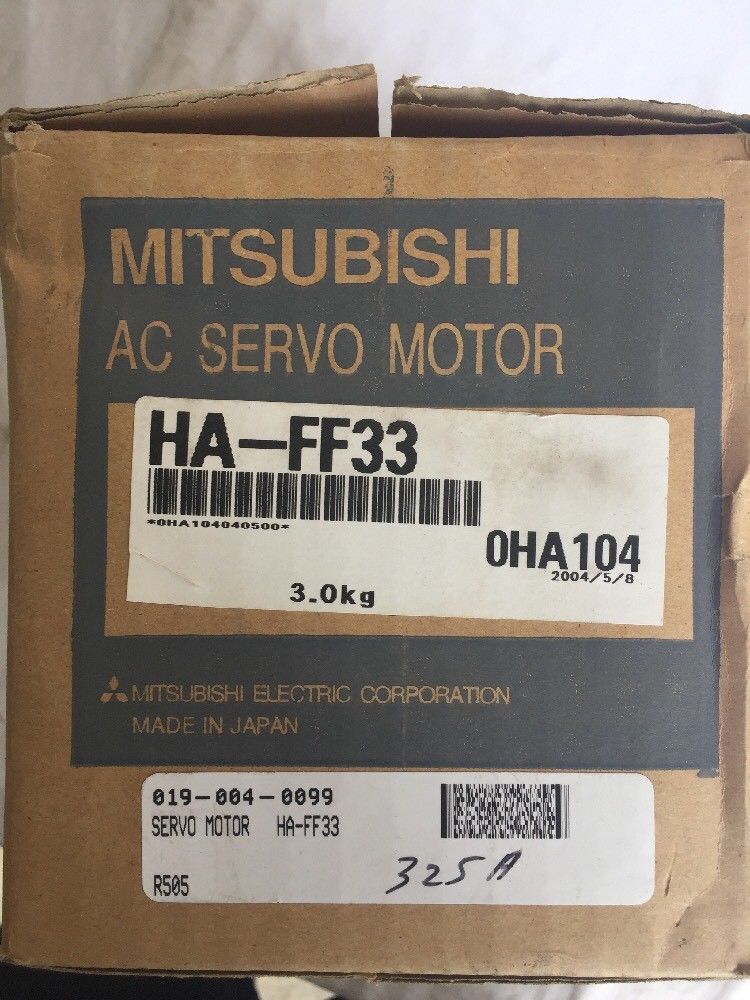 MITSUBISHI
AC SERVO MOTOR
HA-FF33
*0HA104040500*
0HA104
2004/5/8
3.0kg
MITSUBISHI ELECTRIC CORPORATION
MADE IN JAPAN
019-004-0099
SERVO MOTOR HA-FF33
R505
325A